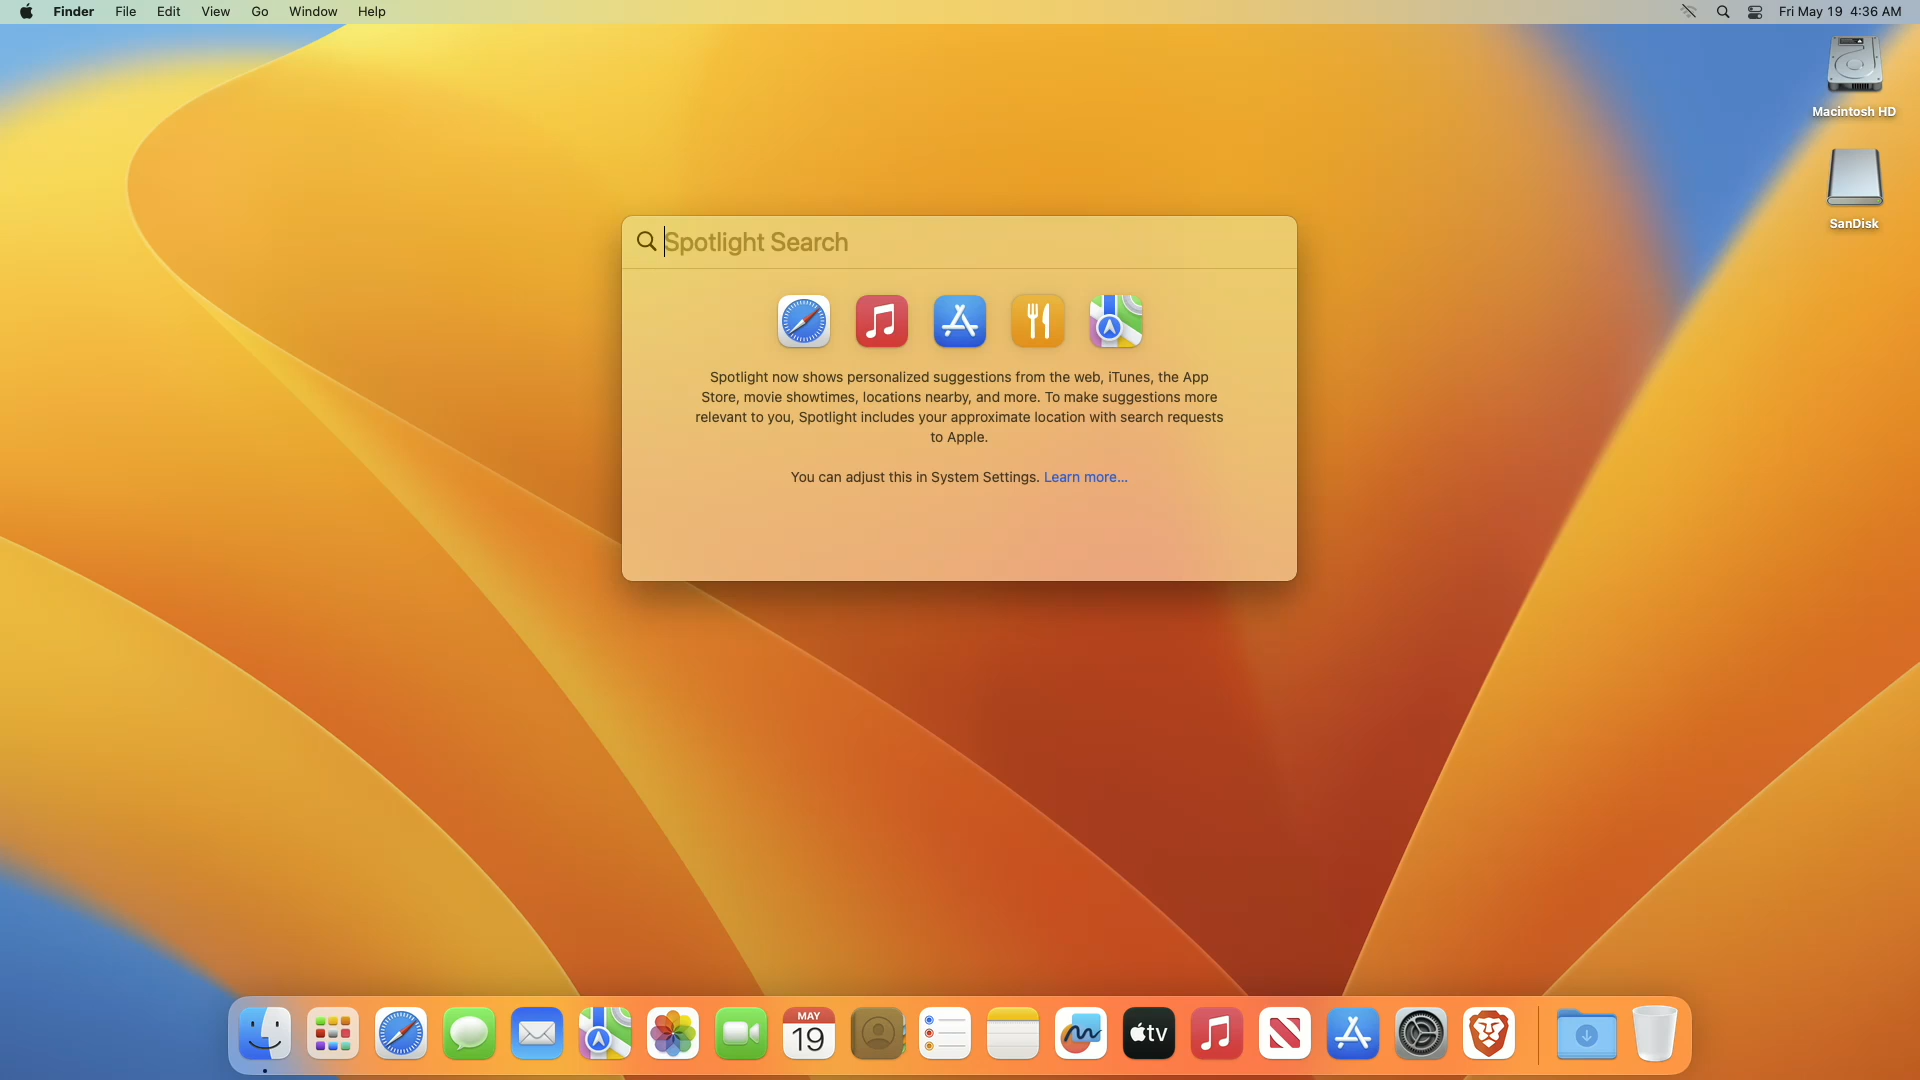 Finder File Edit View Go Window Help
Fri May 19 4:36 AM
Macintosh HD
SanDisk
Spotlight Search
Spotlight now shows personalized suggestions from the web, iTunes, the App
Store, movie showtimes, locations nearby, and more. To make suggestions more
relevant to you, Spotlight includes your approximate location with search requests
to Apple.
You can adjust this in System Settings. Learn more...
MAY
19
tv